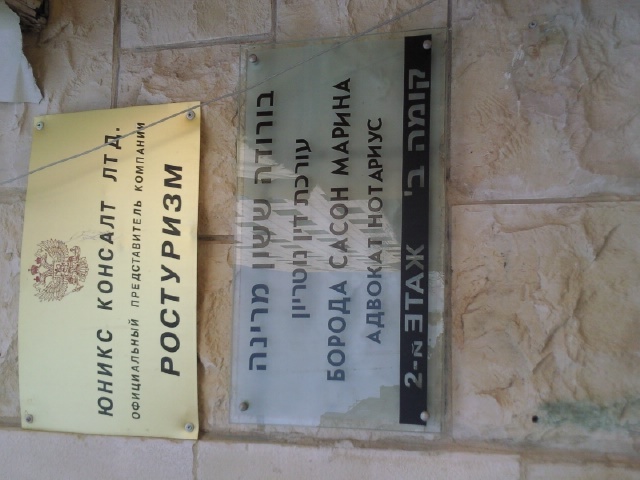 ЮНИКС КОНСАЛТ ЛТД.
ОФИЦИАЛЬНЫЙ ПРЕДСТАВИТЕЛЬ КОМПАНИИ
РОСТУРИЗМ
בורודה ששון מרינה
עורכת דין נוטריון
БОРОДА САСОН МАРИНА
АДВОКАТ НОТАРИУС
2-й ЭТАЖ קומה ב'